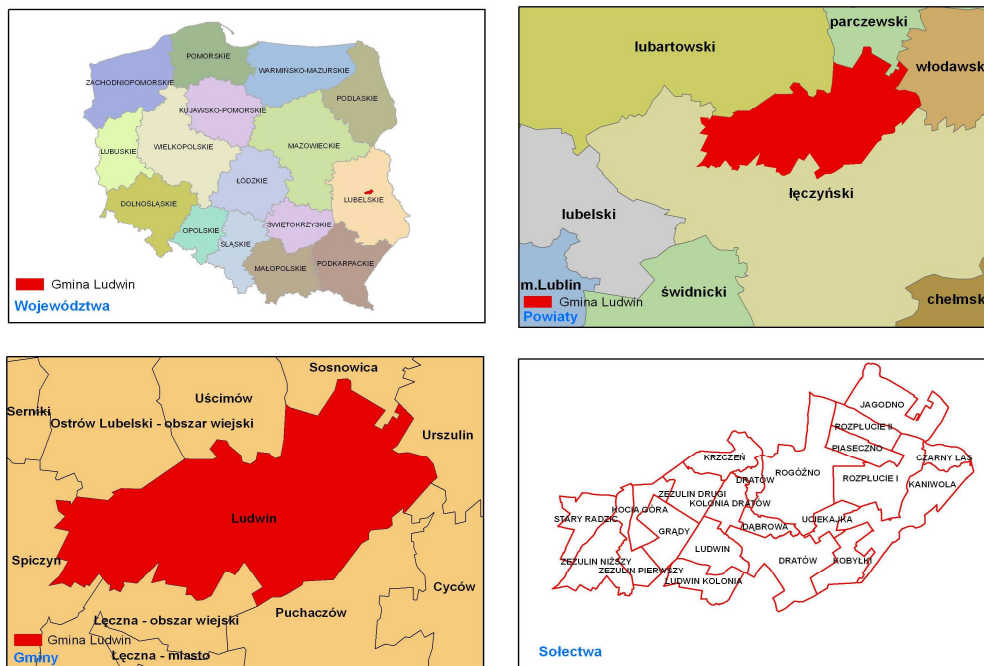 POMORSKIE
ZACHODNIOPOMORSKIE
WARMIŃSKO-MAZURSKIE
PODLASKIE
KUJAWSKO-POMORSKIE
LUBUSKIE
WIELKOPOLSKIE
MAZOWIECKIE
ŁÓDZKIE
LUBELSKIE
DOLNOŚLĄSKIE
OPOLSKIE
ŚLĄSKIE
ŚWIĘTOKRZYSKIE
MAŁOPOLSKIE
PODKARPACKIE
Gmina Ludwin
Województwa
parczewski
lubartowski
włodawsk
łęczyński
lubelski
m.Lublin
świdnicki
chełmsk
Gmina Ludwin
Powiaty
Sosnowica
Uścimów
Serniki
Ostrów Lubelski - obszar wiejski
Urszulin
Ludwin
Spiczyn
Cyców
Puchaczów
Łęczna - obszar wiejski
Gmina Ludwin
Łęczna - miasto
Gminy
JAGODNO
ROZPŁUCIE II
PIASECZNO
CZARNY LAS
KRZCZEŃ
ROGÓŹNO
DRATÓW
ROZPŁUCIE I
KANIWOLA
ZEZULIN DRUGI
KOLONIA DRATÓW
KOCIA GÓRA
STARY RADZIC
UCIEKAJKA
DĄBROWA
GRĄDY
LUDWIN
DRATÓW
KOBYŁKI
ZEZULIN NIŻSZY
ZEZULIN PIERWSZY
LUDWIN KOLONIA
Sołectwa